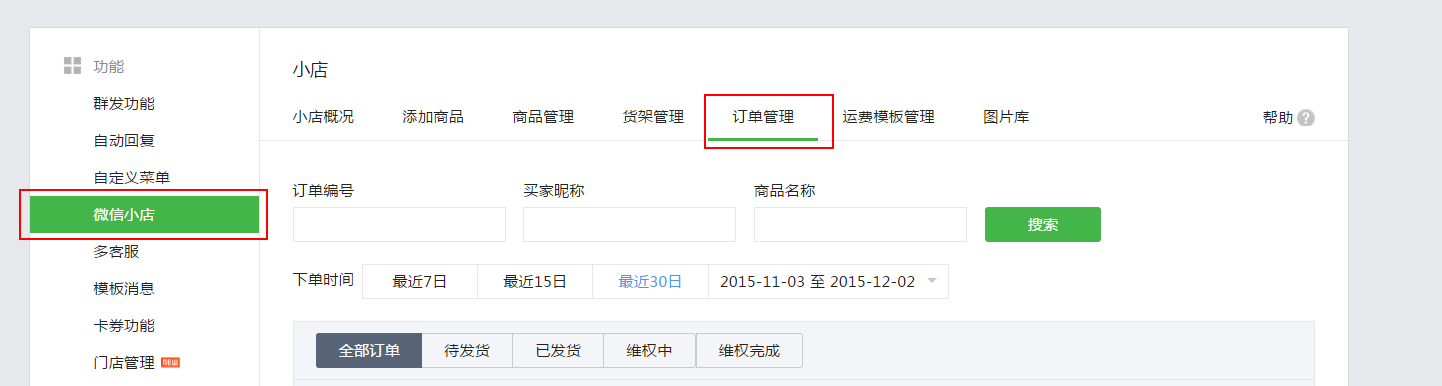 功能
群发功能
自动回复
自定义菜单
微信小店
多客服
模板消息
卡券功能
门店管理 NEW
小店
小店概况 添加商品 商品管理 货架管理 订单管理 运费模板管理 图片库 帮助 ?
订单编号 买家昵称 商品名称
搜索
下单时间 最近7日 最近15日 最近30日 2015-11-03 至 2015-12-02
全部订单 待发货 已发货 维权中 维权完成